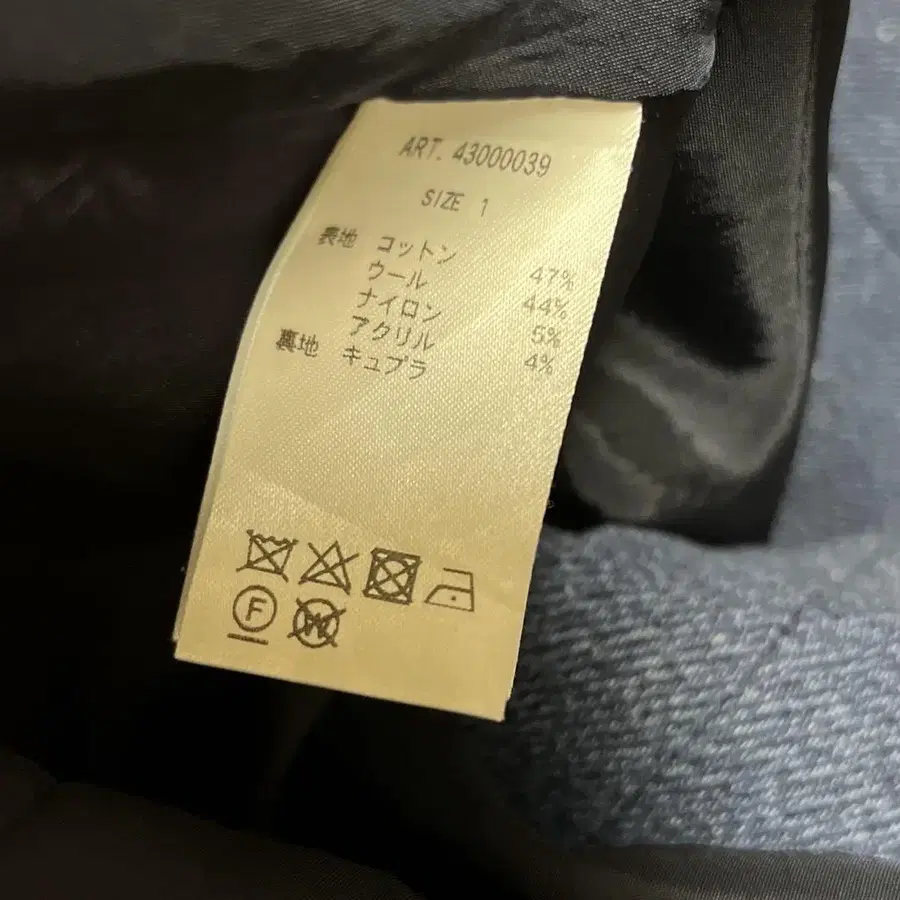 ART. 43000039
SIZE 1
表地 コットン 47%
ウール 44%
ナイロン 5%
アクリル 4%
裏地 キュプラ
F W